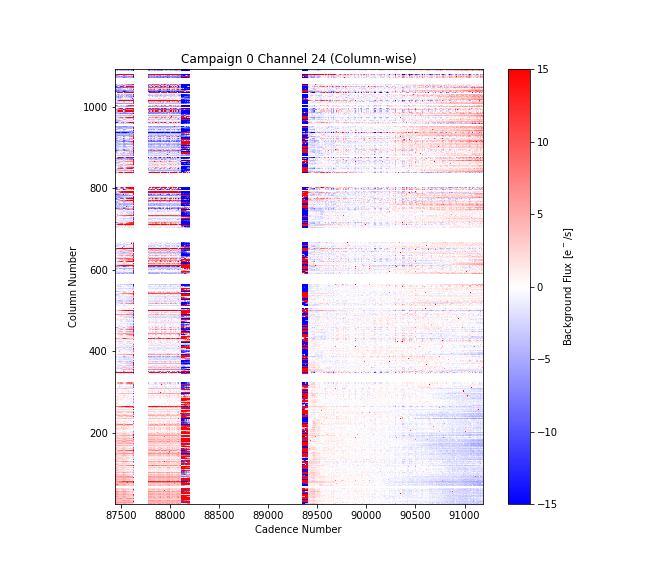 Campaign 0 Channel 24 (Column-wise)
Column Number
1000
800
600
400
200
87500 88000 88500 89000 89500 90000 90500 91000
Cadence Number
15
10
5
0
−5
−10
−15
Background Flux [e⁻/s]